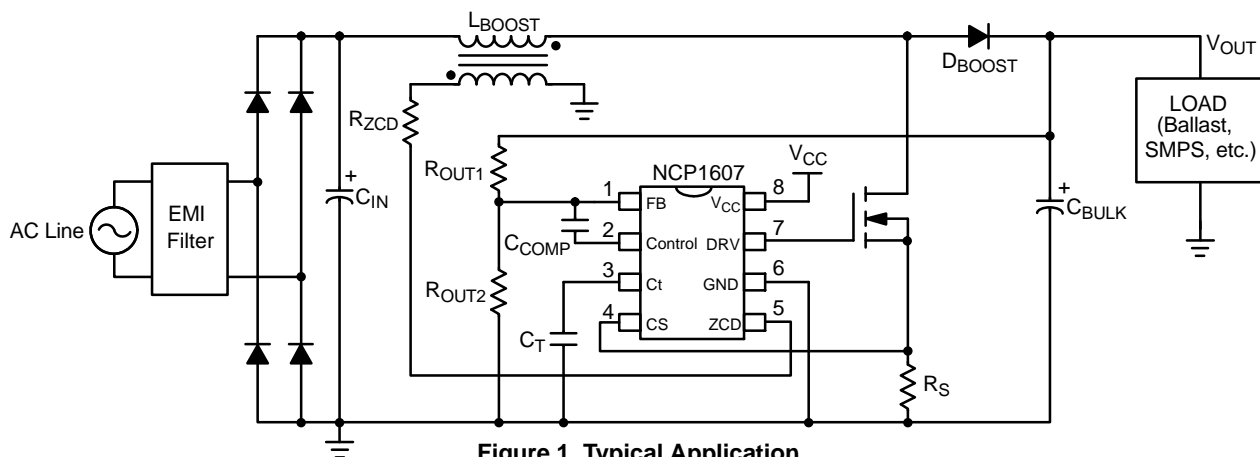 LBOOST
DBOOST
VOUT
LOAD
(Ballast,
SMPS, etc.)
RZCD
ROUT1
NCP1607
VCC
+
CIN
+
CBULK
AC Line
EMI
Filter
1
FB
VCC
8
CCOMP
2
Control
DRV
7
3
Ct
GND
6
ROUT2
4
CS
ZCD
5
CT
RS
Figure 1. Typical Application